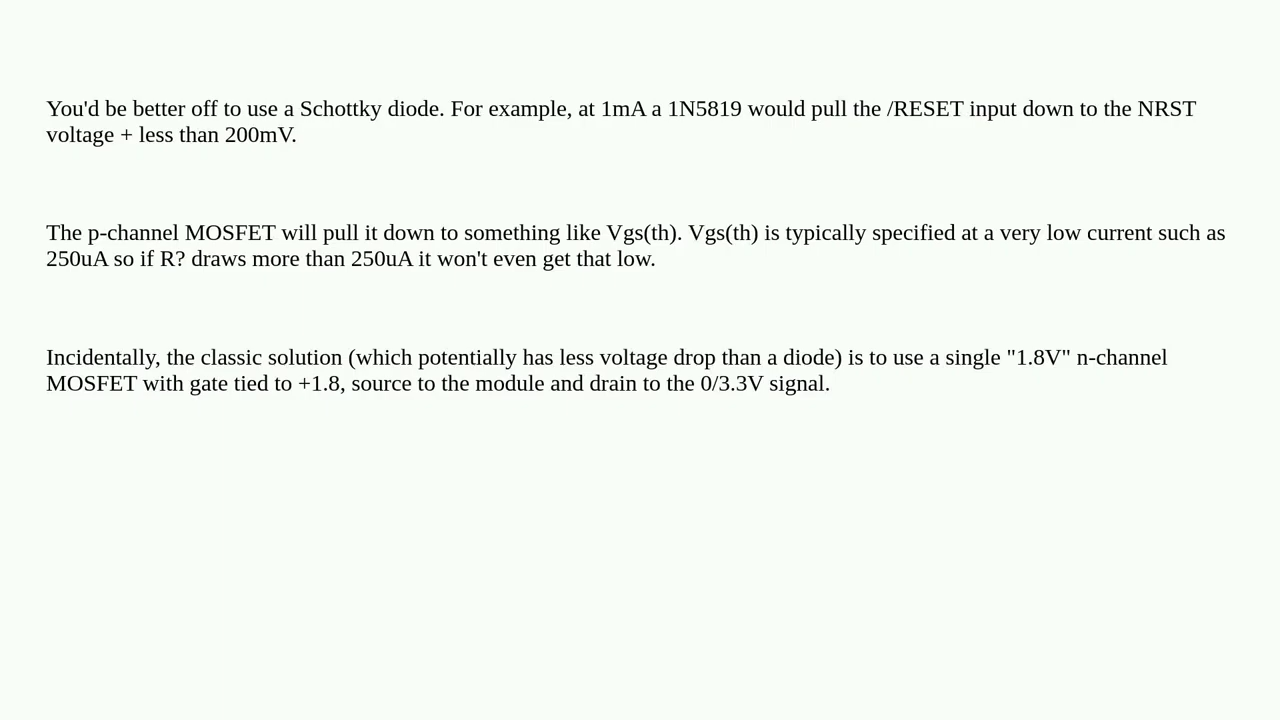 You'd be better off to use a Schottky diode. For example, at 1mA a 1N5819 would pull the /RESET input down to the NRST
voltage + less than 200mV.
The p-channel MOSFET will pull it down to something like Vgs(th). Vgs(th) is typically specified at a very low current such as
250uA so if R? draws more than 250uA it won't even get that low.
Incidentally, the classic solution (which potentially has less voltage drop than a diode) is to use a single "1.8V" n-channel
MOSFET with gate tied to +1.8, source to the module and drain to the 0/3.3V signal.